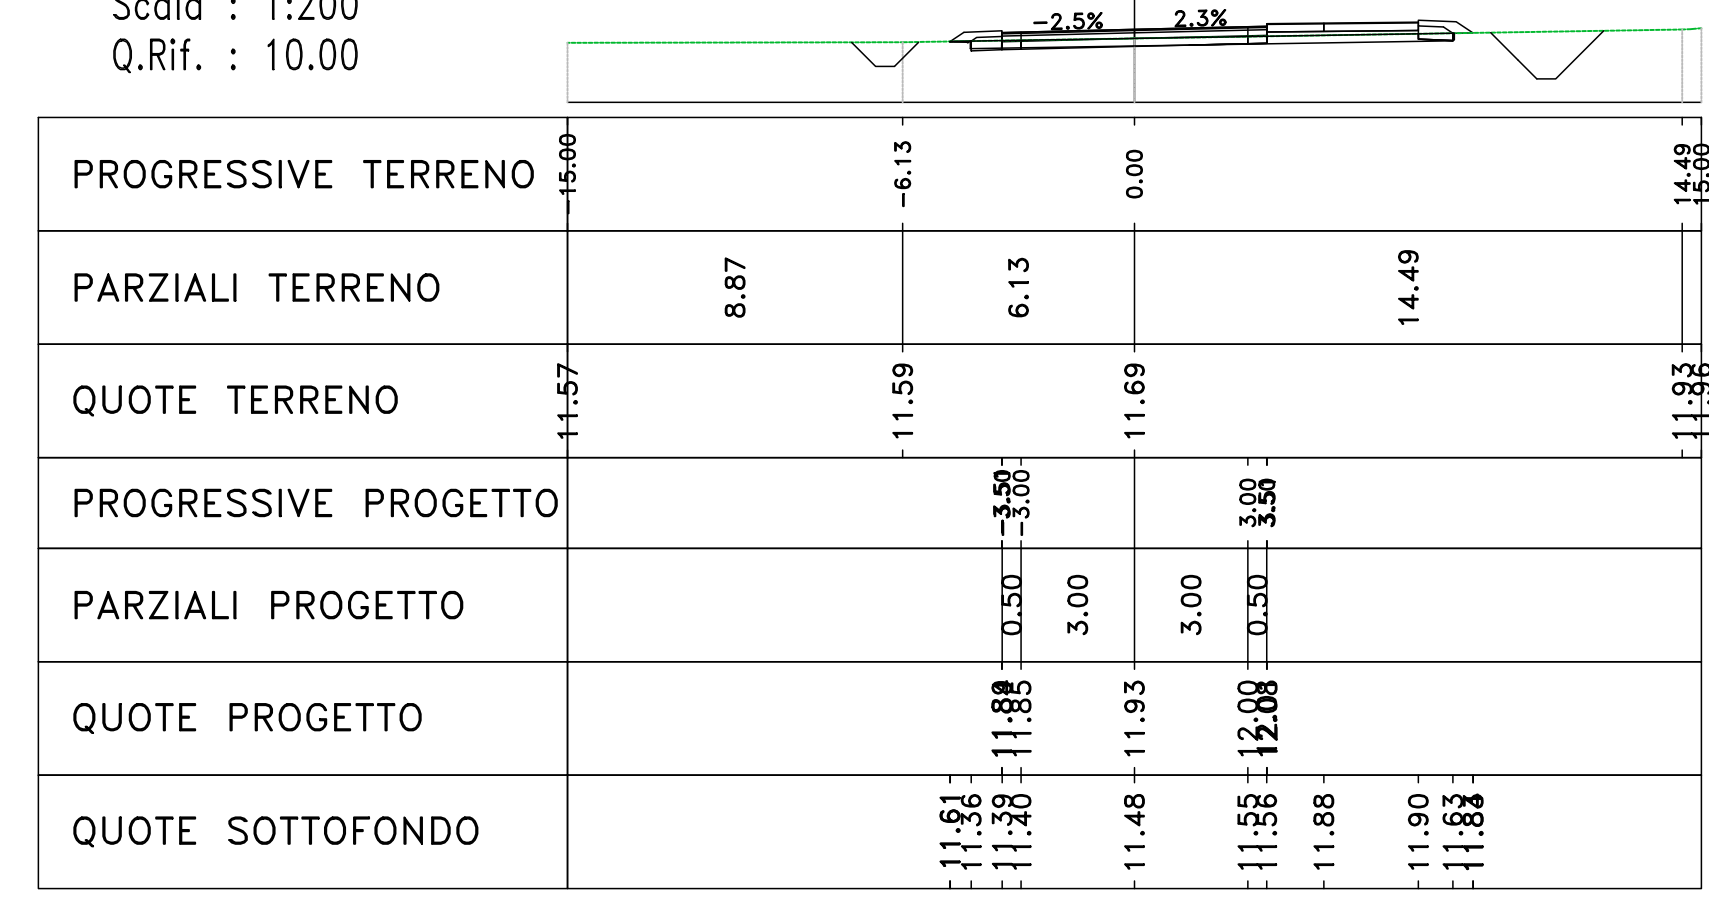 Scala : 1:200
Q.Rif. : 10.00
-2.5% 2.3%
PROGRESSIVE TERRENO -15.00 -6.13 0.00 14.49 15.00
PARZIALI TERRENO 8.87 6.13 14.49
QUOTE TERRENO 11.57 11.59 11.69 11.93 11.96
PROGRESSIVE PROGETTO -3.50 -3.00 3.00 3.50
PARZIALI PROGETTO 0.50 3.00 3.00 0.50
QUOTE PROGETTO 11.85 11.93 12.00
QUOTE SOTTOFONDO 11.61 11.36 11.39 11.40 11.48 11.55 11.56 11.88 11.90 11.63